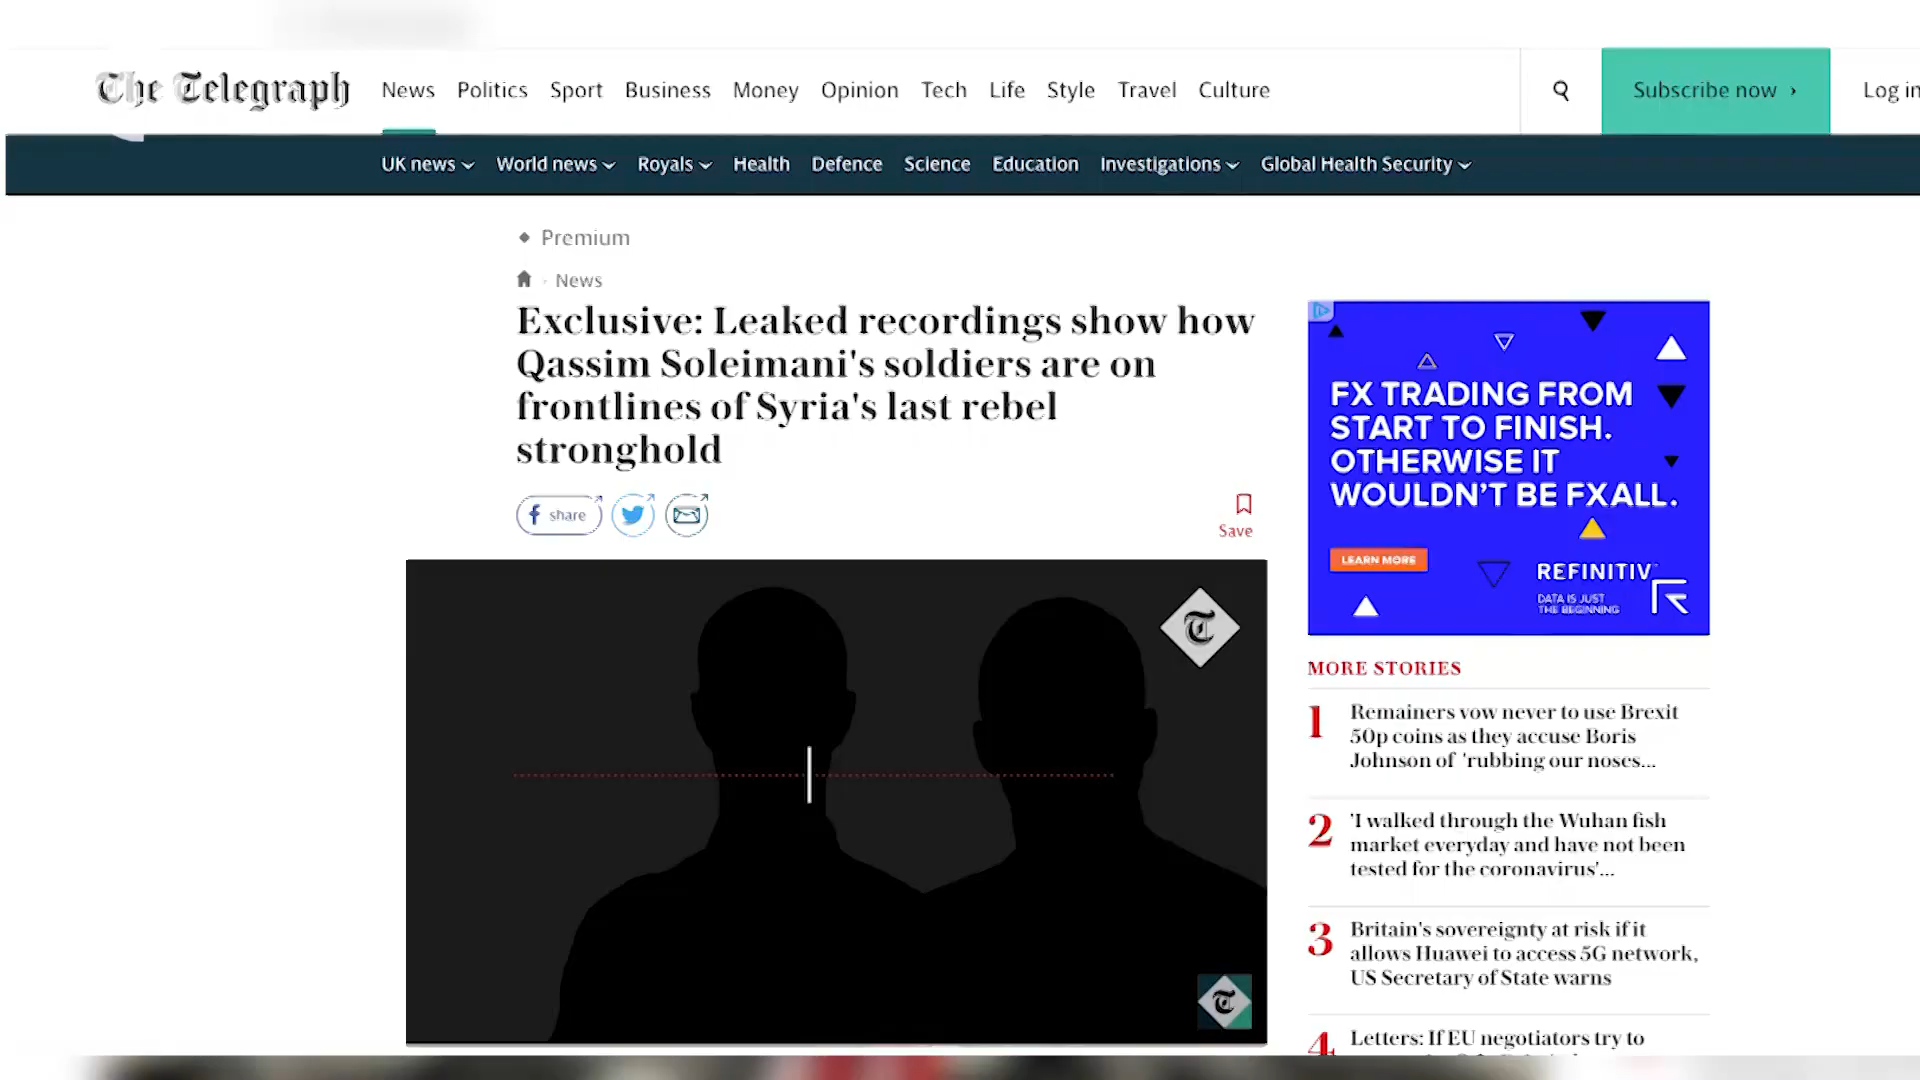 The Telegraph
News Politics Sport Business Money Opinion Tech Life Style Travel Culture
Subscribe now ›
Log in
UK news World news Royals Health Defence Science Education Investigations Global Health Security
Premium
News
Exclusive: Leaked recordings show how
Qassim Soleimani's soldiers are on
frontlines of Syria's last rebel
stronghold
share
Save
T
T
FX TRADING FROM
START TO FINISH.
OTHERWISE IT
WOULDN'T BE FXALL.
LEARN MORE
REFINITIV
DATA IS JUST
THE BEGINNING
MORE STORIES
1 Remainers vow never to use Brexit
50p coins as they accuse Boris
Johnson of 'rubbing our noses...
2 'I walked through the Wuhan fish
market everyday and have not been
tested for the coronavirus'...
3 Britain's sovereignty at risk if it
allows Huawei to access 5G network,
US Secretary of State warns
4 Letters: If EU negotiators try to